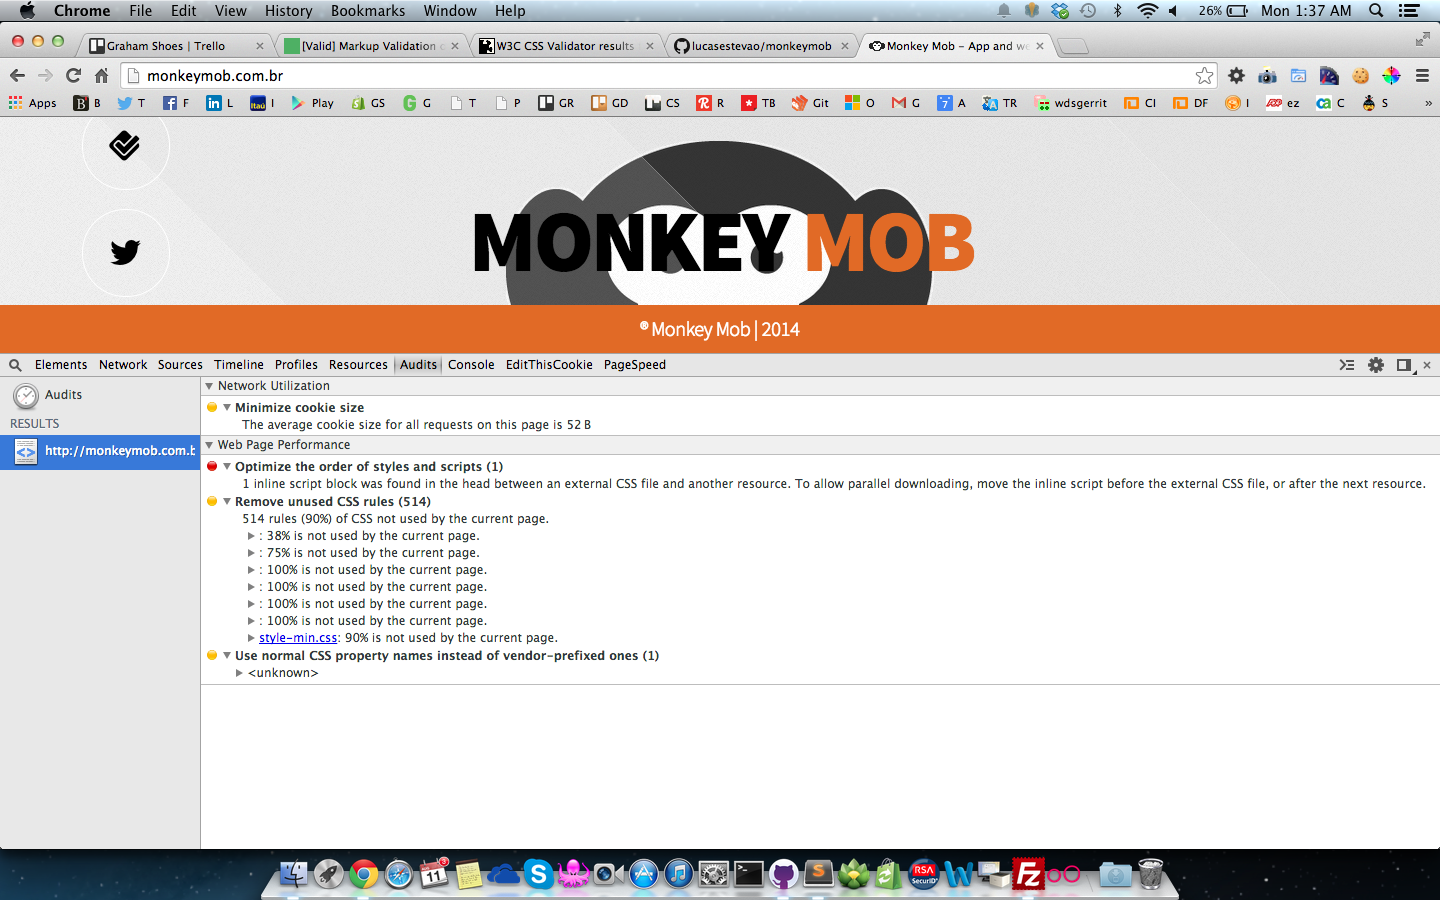 Chrome File Edit View History Bookmarks Window Help 26% Mon 1:37 AM
Graham Shoes | Trello [Valid] Markup Validation W3C CSS Validator results lucasestevao/monkeymob Monkey Mob – App and we
monkeymob.com.br
Apps B B T F in L Itaú I Play GS G G T P GR GD CS R R TB Git O M G 7 A TR wdsgerrit CI DF I ez ca C S »
MONKEY MOB
® Monkey Mob | 2014
Elements Network Sources Timeline Profiles Resources Audits Console EditThisCookie PageSpeed
Audits
RESULTS
http://monkeymob.com.b
Network Utilization
Minimize cookie size
The average cookie size for all requests on this page is 52 B
Web Page Performance
Optimize the order of styles and scripts (1)
1 inline script block was found in the head between an external CSS file and another resource. To allow parallel downloading, move the inline script before the external CSS file, or after the next resource.
Remove unused CSS rules (514)
514 rules (90%) of CSS not used by the current page.
: 38% is not used by the current page.
: 75% is not used by the current page.
: 100% is not used by the current page.
: 100% is not used by the current page.
: 100% is not used by the current page.
: 100% is not used by the current page.
style-min.css: 90% is not used by the current page.
Use normal CSS property names instead of vendor-prefixed ones (1)
<unknown>
11 3 S S RSA SecurID W Fz